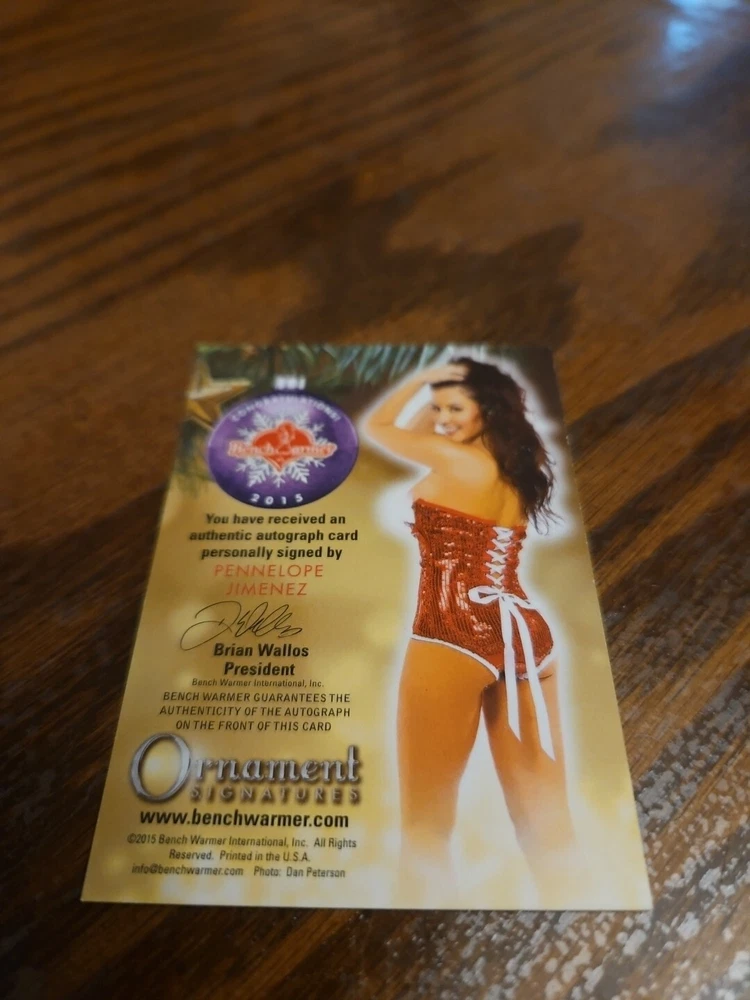 CONGRATULATIONS!
BenchWarmer
2015
You have received an
authentic autograph card
personally signed by
PENNELOPE
JIMENEZ
Brian Wallos
President
Bench Warmer International, Inc.
BENCH WARMER GUARANTEES THE
AUTHENTICITY OF THE AUTOGRAPH
ON THE FRONT OF THIS CARD
Ornament
SIGNATURES
www.benchwarmer.com
©2015 Bench Warmer International, Inc. All Rights
Reserved. Printed in the U.S.A.
info@benchwarmer.com Photo: Dan Peterson